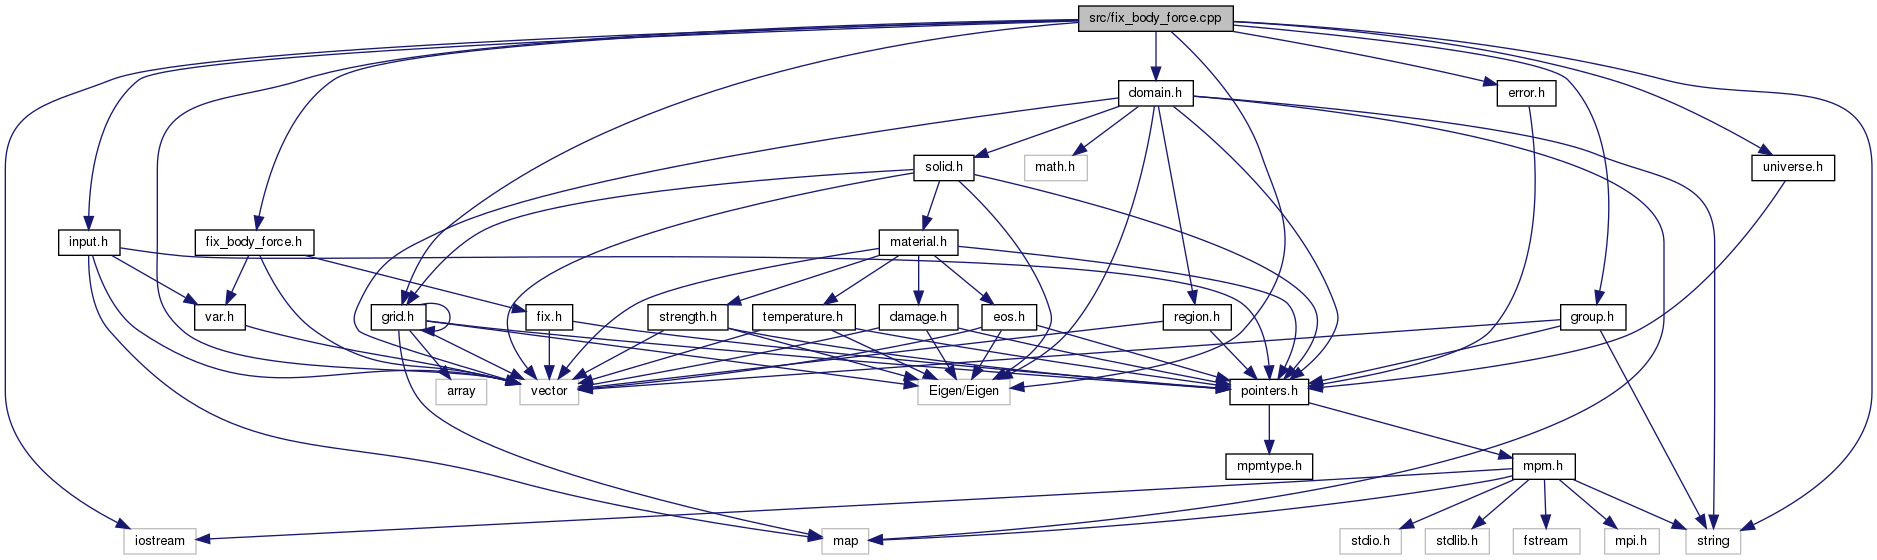 src/fix_body_force.cpp
domain.h
error.h
solid.h
math.h
universe.h
input.h
fix_body_force.h
material.h
var.h
grid.h
fix.h
strength.h
temperature.h
damage.h
eos.h
region.h
group.h
array
vector
Eigen/Eigen
pointers.h
mpmtype.h
mpm.h
iostream
map
stdio.h
stdlib.h
fstream
mpi.h
string